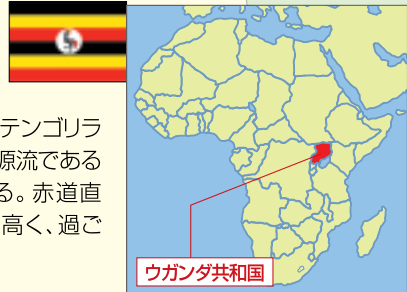 テンゴリラ
源流である
る。赤道直
高く、過ご
ウガンダ共和国